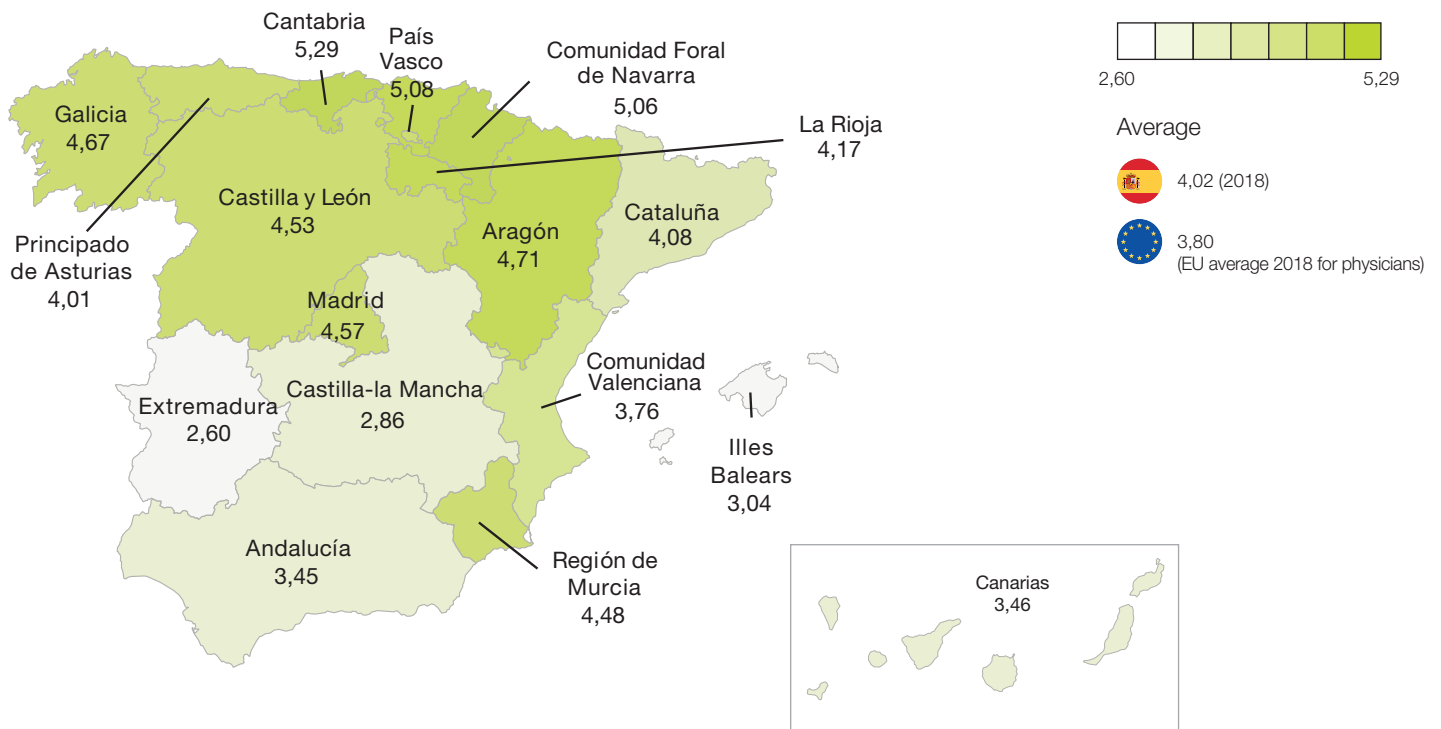 Cantabria
5,29
País
Vasco
5,08
Comunidad Foral
de Navarra
5,06
La Rioja
4,17
Galicia
4,67
Principado
de Asturias
4,01
Castilla y León
4,53
Aragón
4,71
Cataluña
4,08
Madrid
4,57
Extremadura
2,60
Castilla-la Mancha
2,86
Comunidad
Valenciana
3,76
Illes
Balears
3,04
Andalucía
3,45
Región de
Murcia
4,48
Canarias
3,46
2,60
5,29
Average
4,02 (2018)
3,80
(EU average 2018 for physicians)